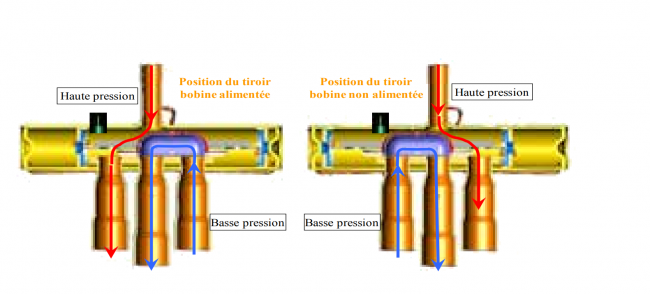 Position du tiroir
bobine alimentée
Haute pression
Basse pression
Position du tiroir
bobine non alimentée
Haute pression
Basse pression